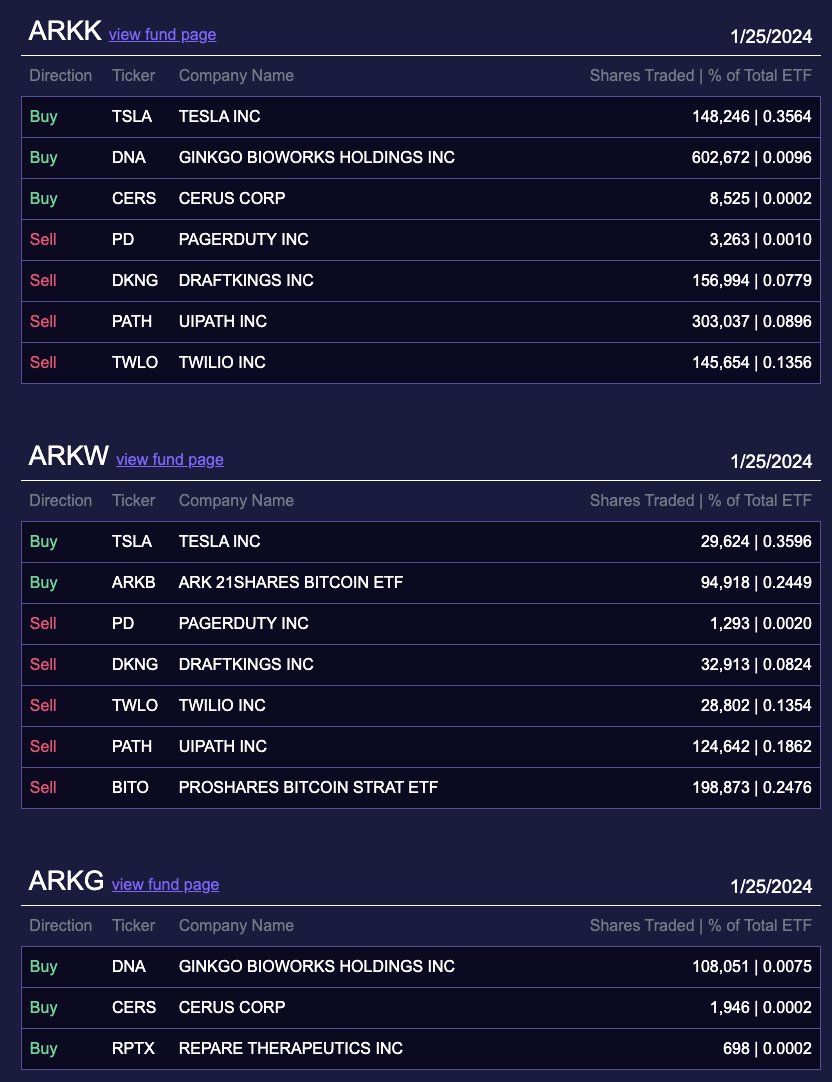 ARKK view fund page 1/25/2024
Direction Ticker Company Name Shares Traded | % of Total ETF
Buy TSLA TESLA INC 148,246 | 0.3564
Buy DNA GINKGO BIOWORKS HOLDINGS INC 602,672 | 0.0096
Buy CERS CERUS CORP 8,525 | 0.0002
Sell PD PAGERDUTY INC 3,263 | 0.0010
Sell DKNG DRAFTKINGS INC 156,994 | 0.0779
Sell PATH UIPATH INC 303,037 | 0.0896
Sell TWLO TWILIO INC 145,654 | 0.1356
ARKW view fund page 1/25/2024
Direction Ticker Company Name Shares Traded | % of Total ETF
Buy TSLA TESLA INC 29,624 | 0.3596
Buy ARKB ARK 21SHARES BITCOIN ETF 94,918 | 0.2449
Sell PD PAGERDUTY INC 1,293 | 0.0020
Sell DKNG DRAFTKINGS INC 32,913 | 0.0824
Sell TWLO TWILIO INC 28,802 | 0.1354
Sell PATH UIPATH INC 124,642 | 0.1862
Sell BITO PROSHARES BITCOIN STRAT ETF 198,873 | 0.2476
ARKG view fund page 1/25/2024
Direction Ticker Company Name Shares Traded | % of Total ETF
Buy DNA GINKGO BIOWORKS HOLDINGS INC 108,051 | 0.0075
Buy CERS CERUS CORP 1,946 | 0.0002
Buy RPTX REPARE THERAPEUTICS INC 698 | 0.0002